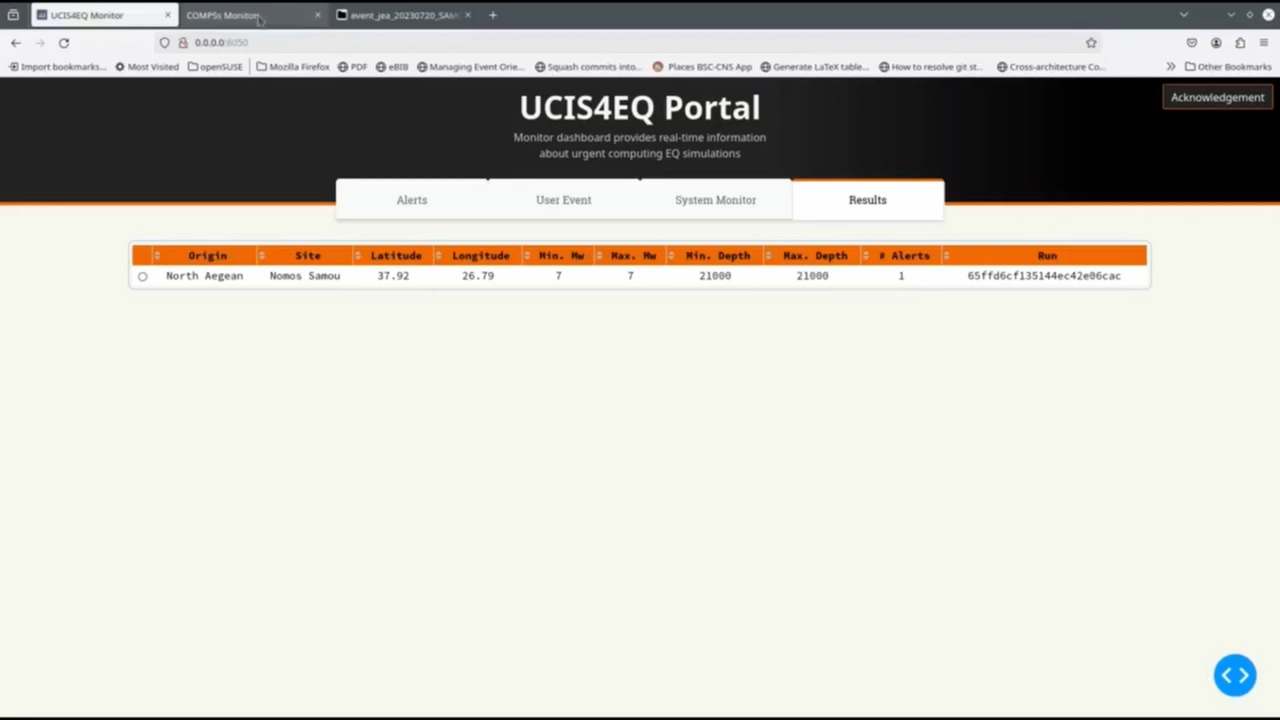 UCIS4EQ Monitor
COMPSs Monitor
event_jea_20230720_SAM
0.0.0.0:8050
Import bookmarks... Most Visited openSUSE Mozilla Firefox PDF eBIB Managing Event Orie... Squash commits into... Places BSC-CNS App Generate LaTeX table... How to resolve git st... Cross-architecture Co... Other Bookmarks
Acknowledgement
UCIS4EQ Portal
Monitor dashboard provides real-time information
about urgent computing EQ simulations
Alerts User Event System Monitor Results
Origin Site Latitude Longitude Min. Mw Max. Mw Min. Depth Max. Depth # Alerts Run
North Aegean Nomos Samou 37.92 26.79 7 7 21000 21000 1 65ffd6cf135144ec42e06cac